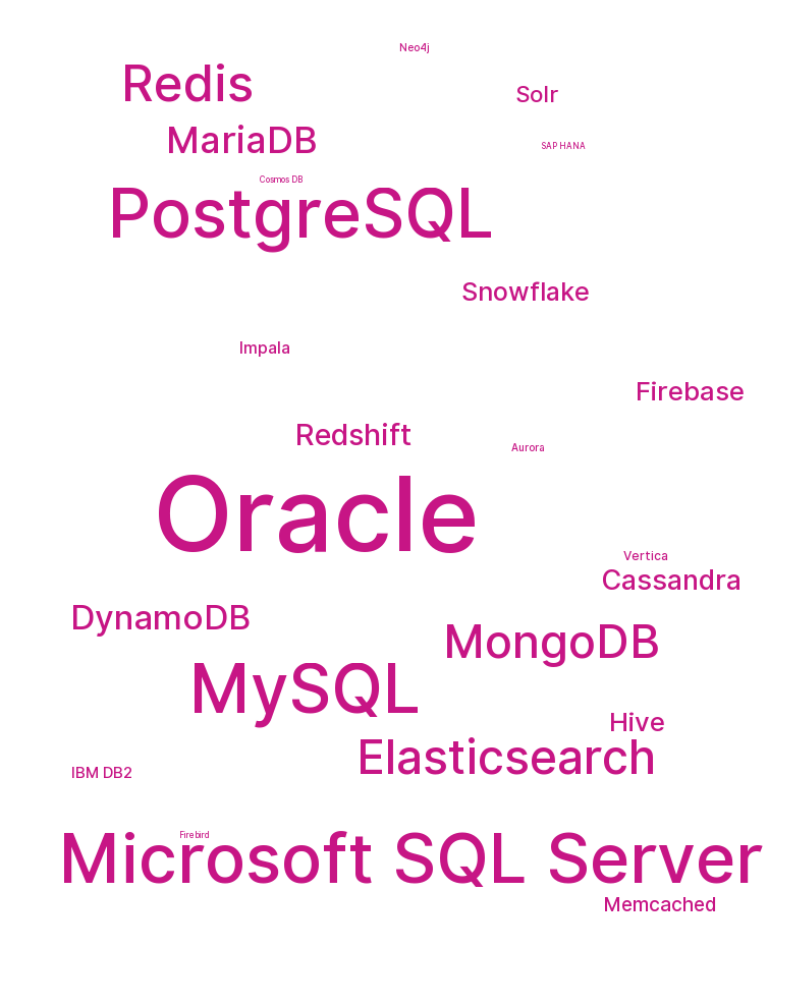 Neo4j
Redis
Solr
MariaDB
SAP HANA
Cosmos DB
PostgreSQL
Snowflake
Impala
Firebase
Redshift
Aurora
Oracle
Vertica
Cassandra
DynamoDB
MongoDB
MySQL
Hive
Elasticsearch
IBM DB2
Firebird
Microsoft SQL Server
Memcached